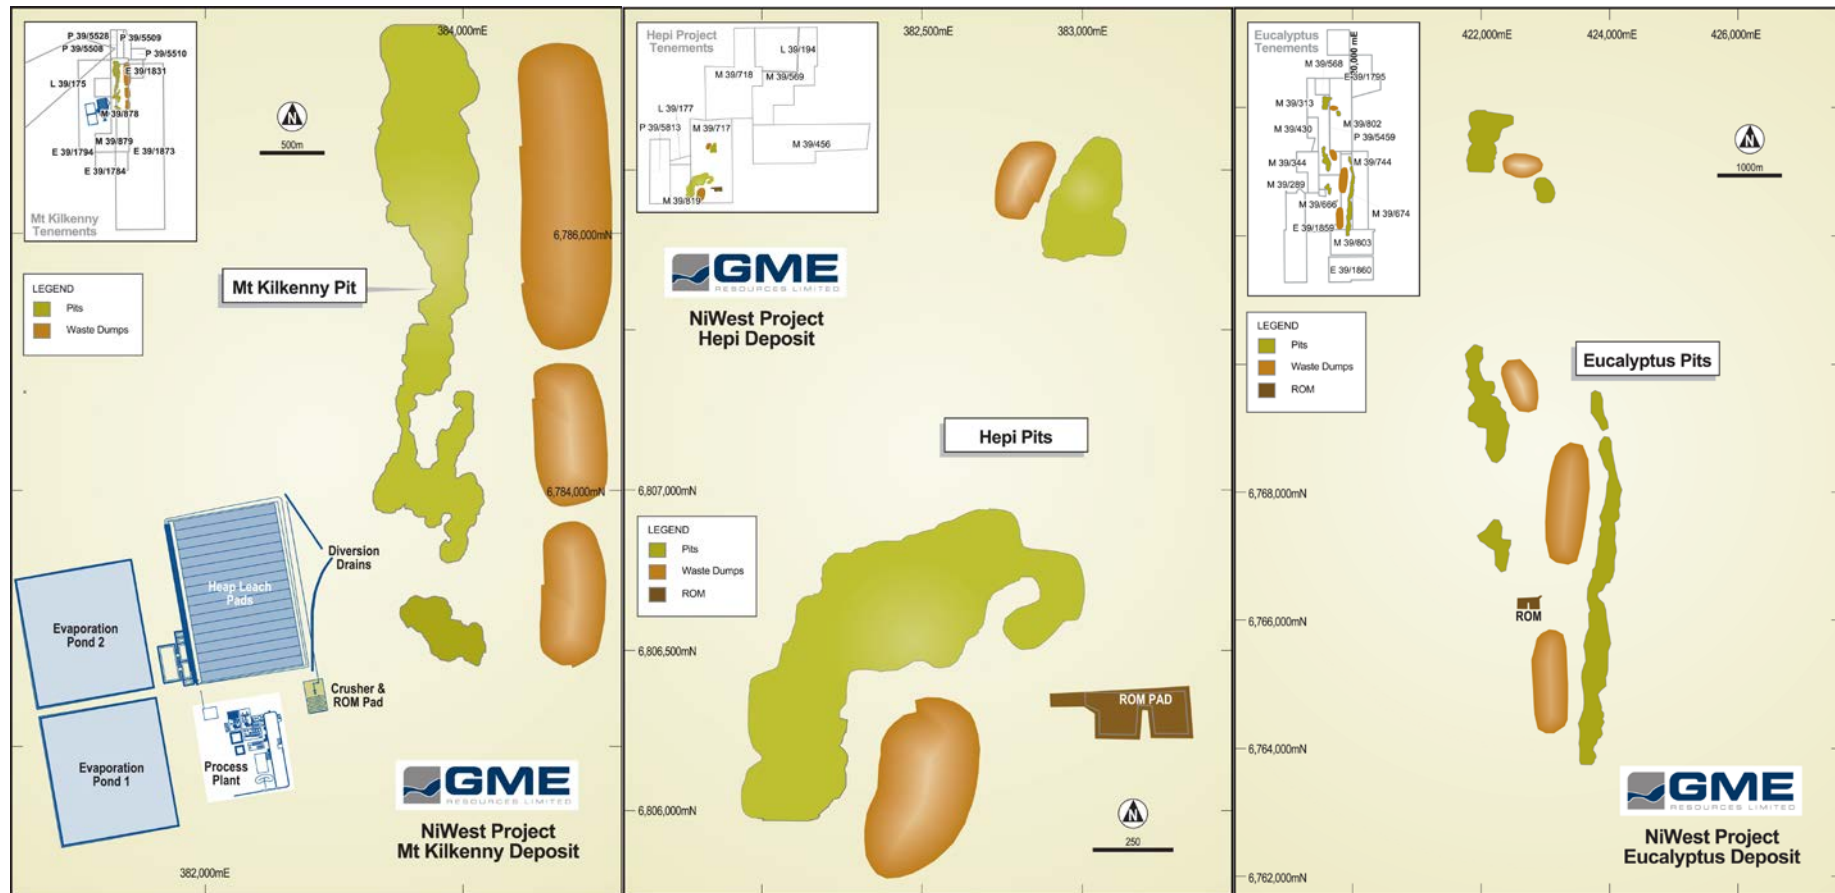 384,000mE
P 39/5528
P 39/5509
P 39/5508
P 39/5510
E 39/1831
L 39/175
M 39/878
M 39/879
E 39/1794
E 39/1873
E 39/1784
Mt Kilkenny
Tenements
N
500m
6,786,000mN
Mt Kilkenny Pit
LEGEND
Pits
Waste Dumps
6,784,000mN
Diversion
Drains
Heap Leach
Pads
Evaporation
Pond 2
Crusher &
ROM Pad
Evaporation
Pond 1
Process
Plant
GME
RESOURCES LIMITED
NiWest Project
Mt Kilkenny Deposit
382,000mE
382,500mE
383,000mE
Hepi Project
Tenements
L 39/194
M 39/718
M 39/569
L 39/177
P 39/5813
M 39/717
M 39/456
M 39/819
GME
RESOURCES LIMITED
NiWest Project
Hepi Deposit
Hepi Pits
6,807,000mN
LEGEND
Pits
Waste Dumps
ROM
6,806,500mN
ROM PAD
6,806,000mN
N
250
422,000mE
424,000mE
426,000mE
Eucalyptus
Tenements
M 39/568
E 39/1795
M 39/313
M 39/802
M 39/430
P 39/5459
M 39/344
M 39/744
M 39/289
M 39/666
M 39/674
E 39/1859
M 39/803
E 39/1860
N
1000m
LEGEND
Pits
Waste Dumps
ROM
Eucalyptus Pits
6,768,000mN
ROM
6,766,000mN
6,764,000mN
GME
RESOURCES LIMITED
NiWest Project
Eucalyptus Deposit
6,762,000mN